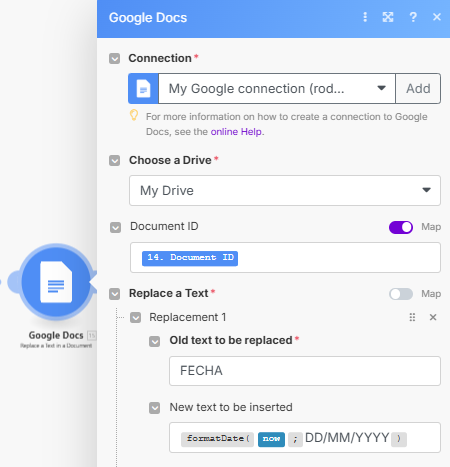 Google Docs
Connection*
My Google connection (rod... Add
For more information on how to create a connection to Google
Docs, see the online Help.
Choose a Drive*
My Drive
Document ID Map
14. Document ID
Replace a Text* Map
Replacement 1
Old text to be replaced*
FECHA
New text to be inserted
formatDate( now ; DD/MM/YYYY )
Google Docs
Replace a Text in a Document